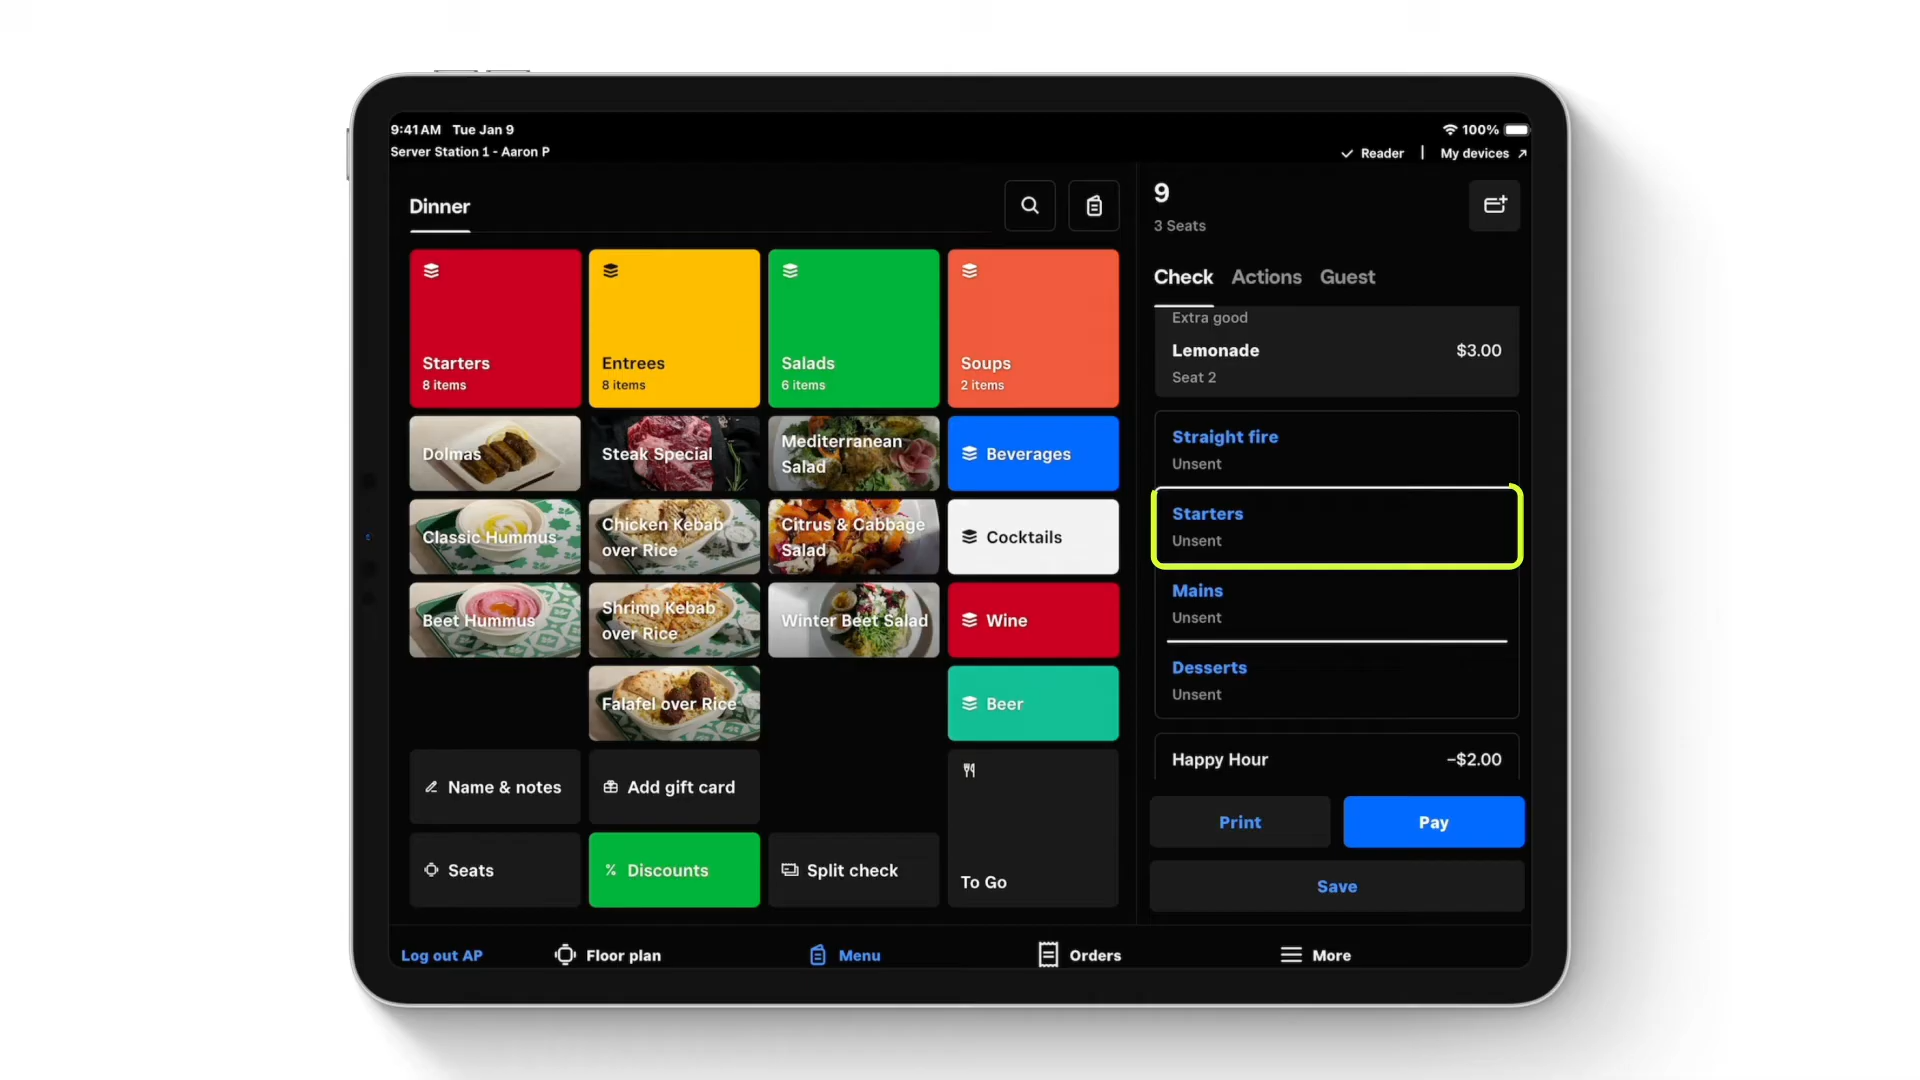 9:41 AM Tue Jan 9
100%
Server Station 1 - Aaron P
Reader | My devices
Dinner
9
3 Seats
Check Actions Guest
Starters
8 items
Entrees
8 items
Salads
6 items
Soups
2 items
Dolmas
Steak Special
Mediterranean
Salad
Beverages
Classic Hummus
Chicken Kebab
over Rice
Citrus & Cabbage
Salad
Cocktails
Beet Hummus
Shrimp Kebab
over Rice
Winter Beet Salad
Wine
Falafel over Rice
Beer
Name & notes
Add gift card
Seats
Discounts
Split check
To Go
Extra good
Lemonade $3.00
Seat 2
Straight fire
Unsent
Starters
Unsent
Mains
Unsent
Desserts
Unsent
Happy Hour -$2.00
Print
Pay
Save
Log out AP
Floor plan
Menu
Orders
More